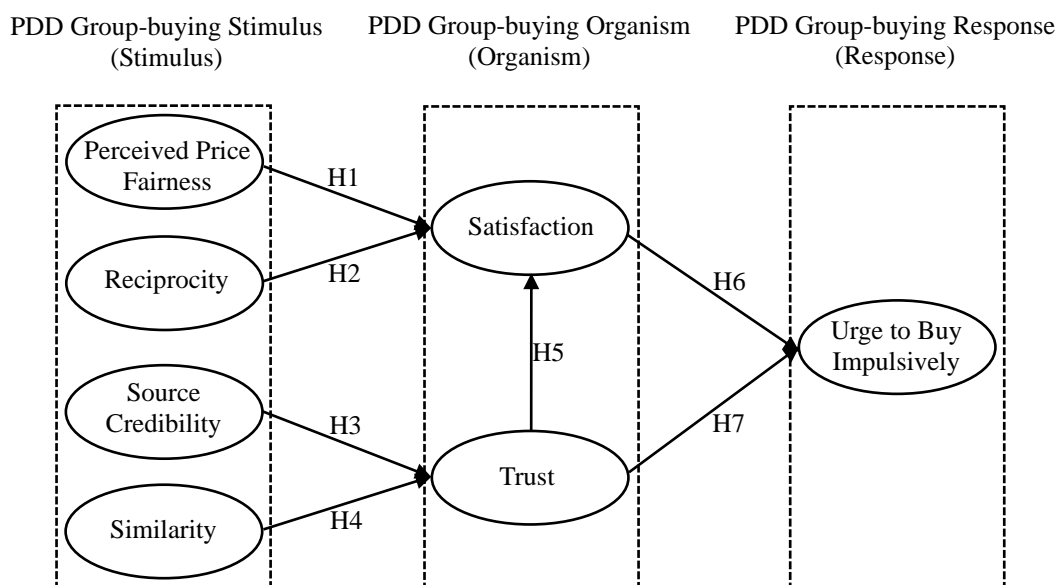 PDD Group-buying Stimulus
(Stimulus)
PDD Group-buying Organism
(Organism)
PDD Group-buying Response
(Response)
Perceived Price
Fairness
H1
Satisfaction
Reciprocity
H2
H6
Urge to Buy
Impulsively
H5
Source
Credibility
H3
H7
Trust
Similarity
H4